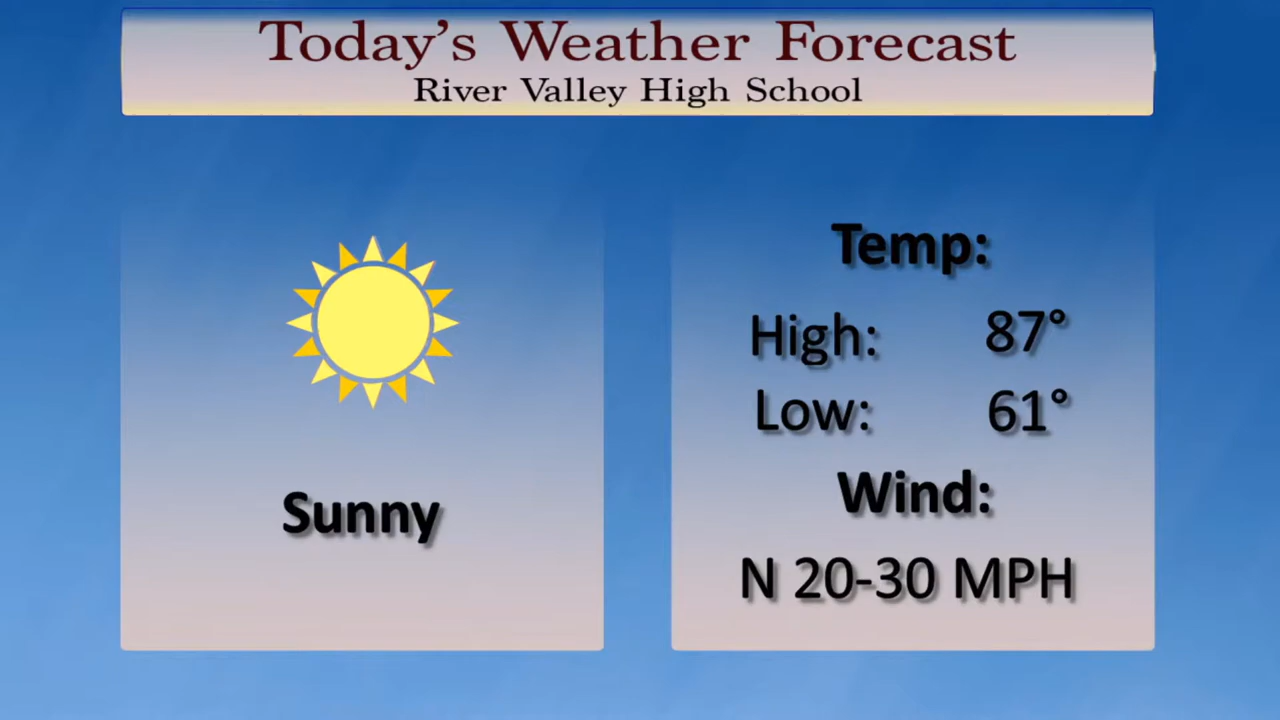 Today's Weather Forecast
River Valley High School
Sunny
Temp:
High: 87°
Low: 61°
Wind:
N 20-30 MPH